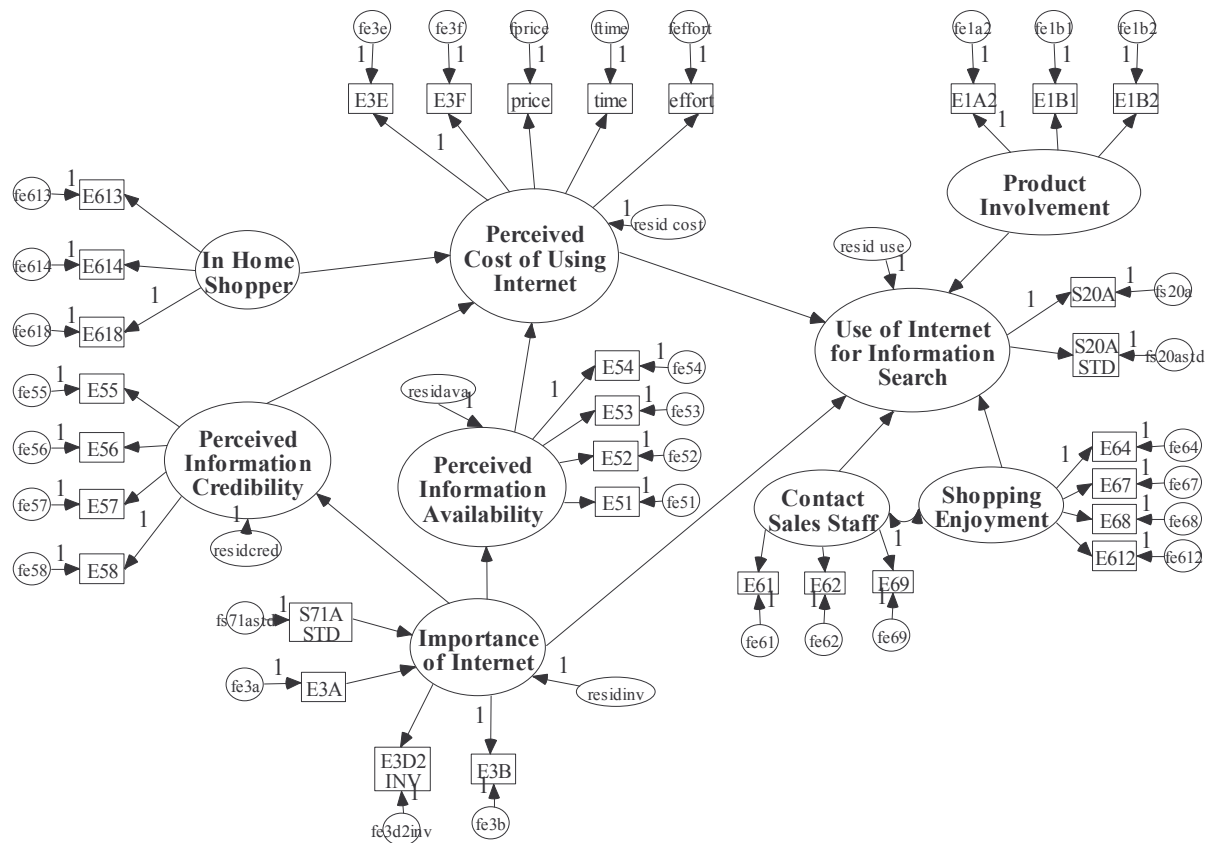 fe3e fe3f fprice ftime feffort fe1a2 fe1b1 fe1b2
1 1 1 1 1 1 1 1
E3E E3F price time effort E1A2 E1B1 E1B2
1 1
fe613 1 E613
Product
Involvement
Perceived
Cost of Using
Internet
1
resid cost
resid use
1
In Home
Shopper
fe614 1 E614
1
fe618 1 E618
1 S20A 1 fs20a
Use of Internet
for Information
Search
S20A
STD
1
fs20astd
fe55 1 E55
fe56 1 E56
fe57 1 E57
1
fe58 1 E58
Perceived
Information
Credibility
1
residcred
residava
1
1 E54 1 fe54
E53 1 fe53
E52 1 fe52
E51 1 fe51
Perceived
Information
Availability
1 E64 1 fe64
E67 1 fe67
E68 1 fe68
E612 1 fe612
Contact
Sales Staff
Shopping
Enjoyment
1
E61 E62 E69
1 1 1
fe61 fe62 fe69
fs71astd 1 S71A
STD
Importance
of Internet
fe3a 1 E3A
1
residinv
1
E3D2
INV
E3B
1 1
fe3d2inv fe3b